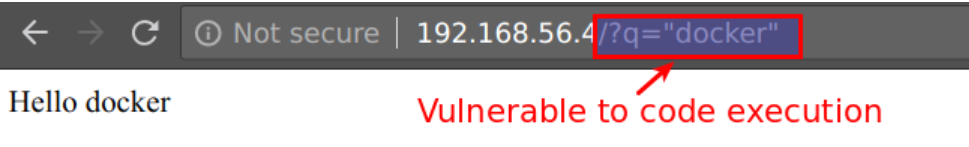 Not secure | 192.168.56.4/?q="docker"
Hello docker
Vulnerable to code execution